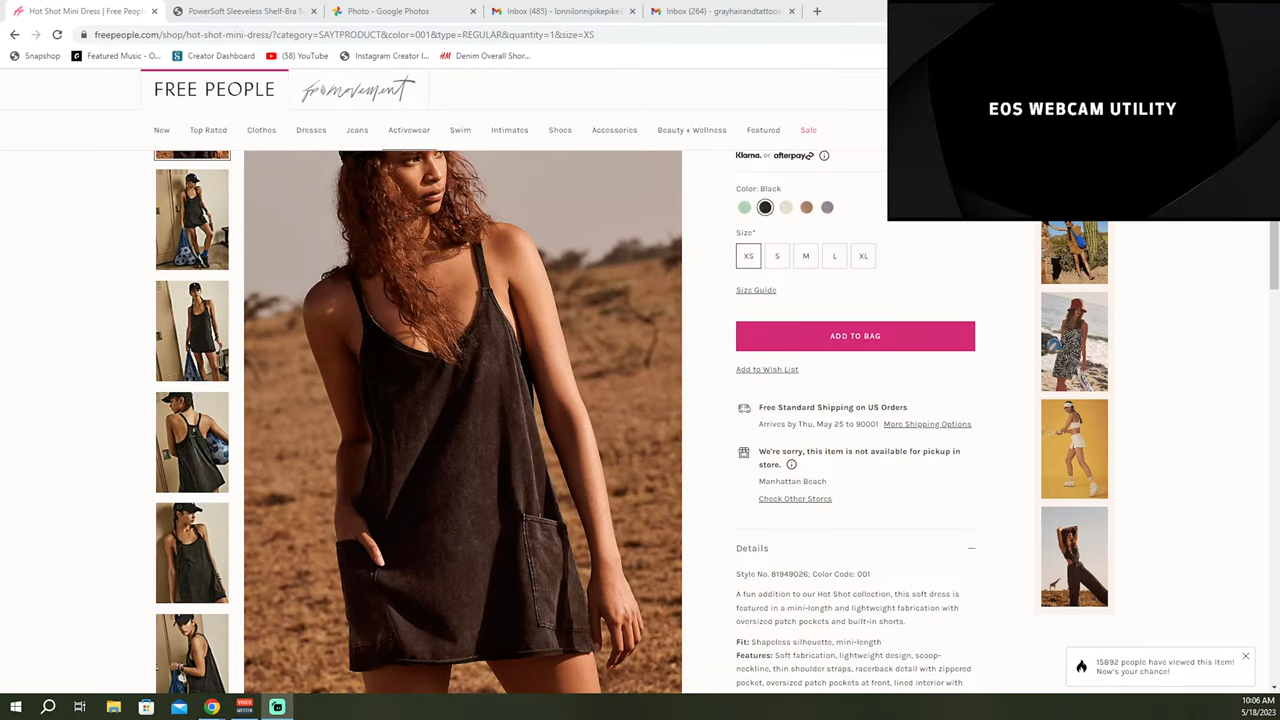 Hot Shot Mini Dress | Free Peopl
PowerSoft Sleeveless Shelf-Bra S
Photo - Google Photos
Inbox (485) - lonnilonnipikepike
Inbox (264) - grayhairandtattoos
freepeople.com/shop/hot-shot-mini-dress/?category=SAYTPRODUCT&color=001&type=REGULAR&quantity=1&size=XS
Snapshop
Featured Music - O...
Creator Dashboard
(58) YouTube
Instagram Creator I...
Denim Overall Shor...
EOS WEBCAM UTILITY
FREE PEOPLE
fp movement
New
Top Rated
Clothes
Dresses
Jeans
Activewear
Swim
Intimates
Shoes
Accessories
Beauty + Wellness
Featured
Sale
Klarna. or afterpay
Color: Black
Size*
XS
S
M
L
XL
Size Guide
ADD TO BAG
Add to Wish List
Free Standard Shipping on US Orders
Arrives by Thu, May 25 to 90001 More Shipping Options
We're sorry, this item is not available for pickup in
store.
Manhattan Beach
Check Other Stores
Details
Style No. 81949026; Color Code: 001
A fun addition to our Hot Shot collection, this soft dress is
featured in a mini-length and lightweight fabrication with
oversized patch pockets and built-in shorts.
Fit: Shapeless silhouette, mini-length
Features: Soft fabrication, lightweight design, scoop-
neckline, thin shoulder straps, racerback detail with zippered
pocket, oversized patch pockets at front, lined interior with
15892 people have viewed this item!
Now's your chance!
VOICE
MEETER
10:06 AM
5/18/2023